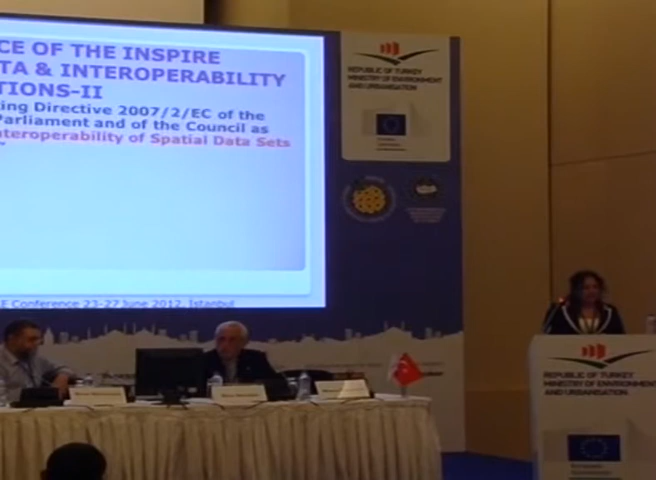 CE OF THE INSPIRE
TA & INTEROPERABILITY
TIONS-II
ting Directive 2007/2/EC of the
Parliament and of the Council as
nteroperability of Spatial Data Sets
E Conference 23-27 June 2012, İstanbul
REPUBLIC OF TURKEY
MINISTRY OF ENVIRONMENT
AND URBANISATION
REPUBLIC OF TURKEY
MINISTRY OF ENVIRONMENT
AND URBANISATION